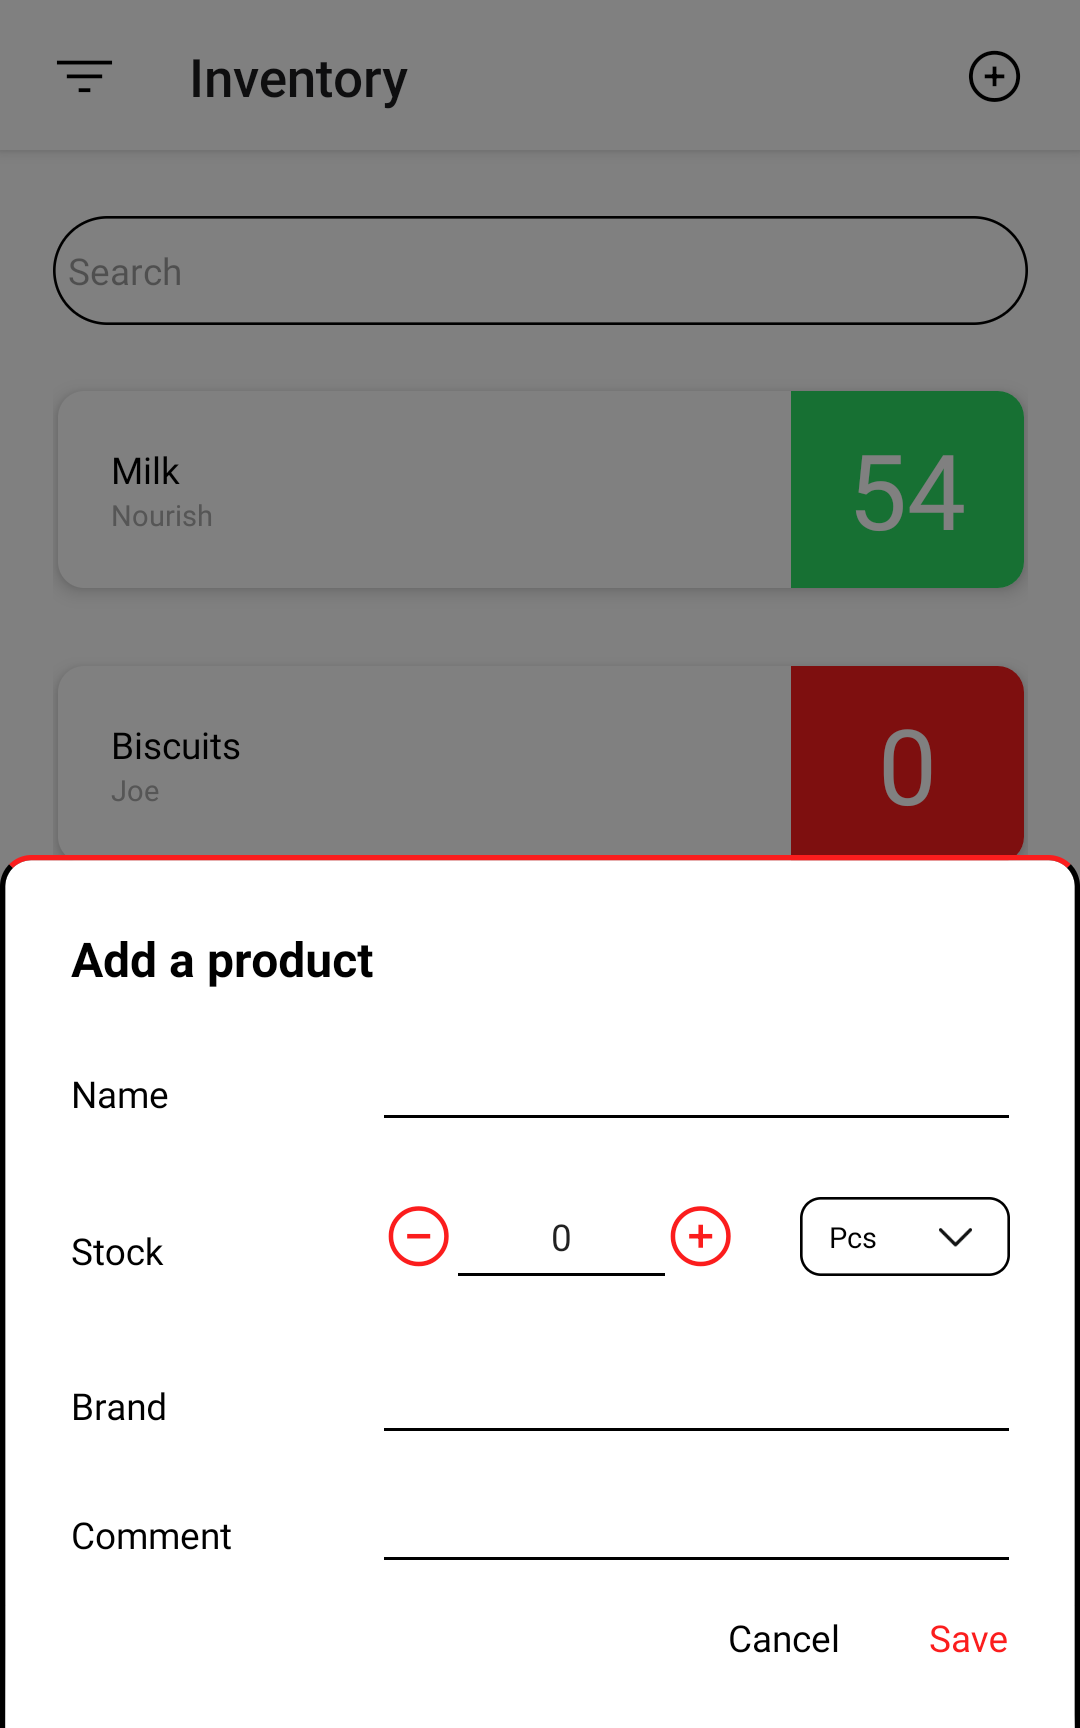 Inventory
Search
Milk
Nourish
54
Biscuits
Joe
0
Add a product
Name
Stock
0
Pcs
Brand
Comment
Cancel
Save